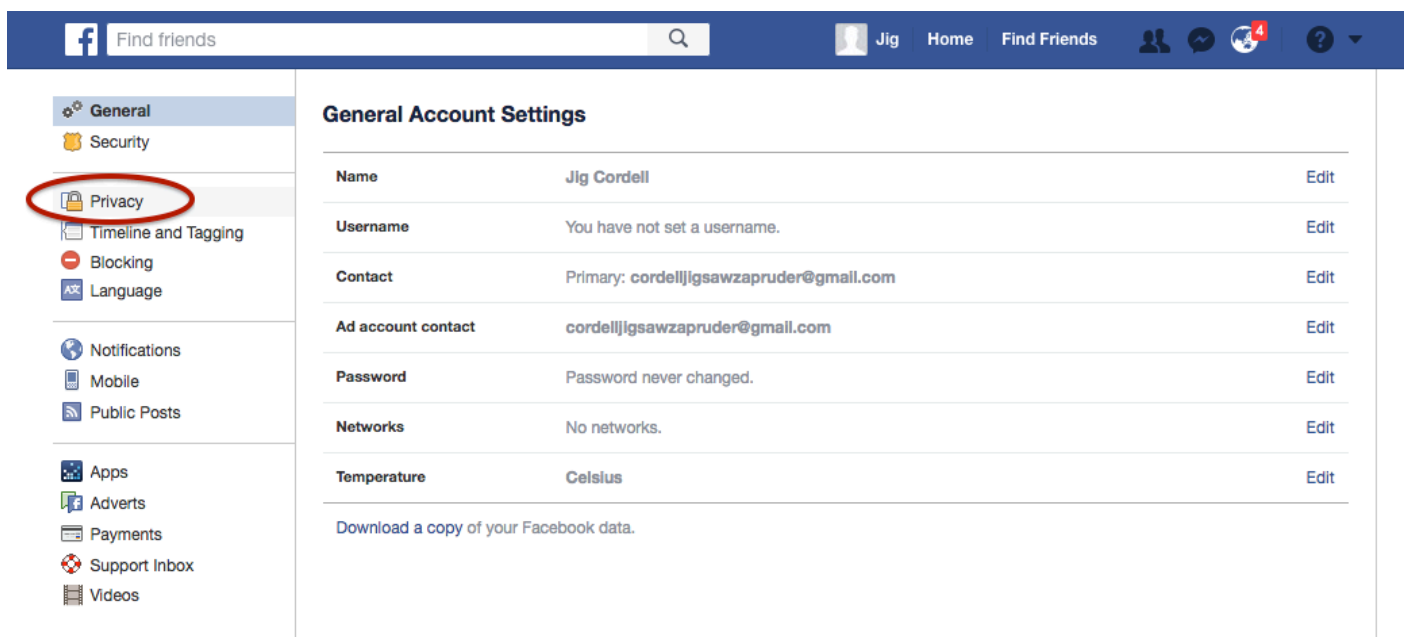 f Find friends Jig Home Find Friends 4 ?
General
Security
Privacy
Timeline and Tagging
Blocking
Language
Notifications
Mobile
Public Posts
Apps
Adverts
Payments
Support Inbox
Videos
General Account Settings
Name Jig Cordell Edit
Username You have not set a username. Edit
Contact Primary: cordelljigsawzapruder@gmail.com Edit
Ad account contact cordelljigsawzapruder@gmail.com Edit
Password Password never changed. Edit
Networks No networks. Edit
Temperature Celsius Edit
Download a copy of your Facebook data.